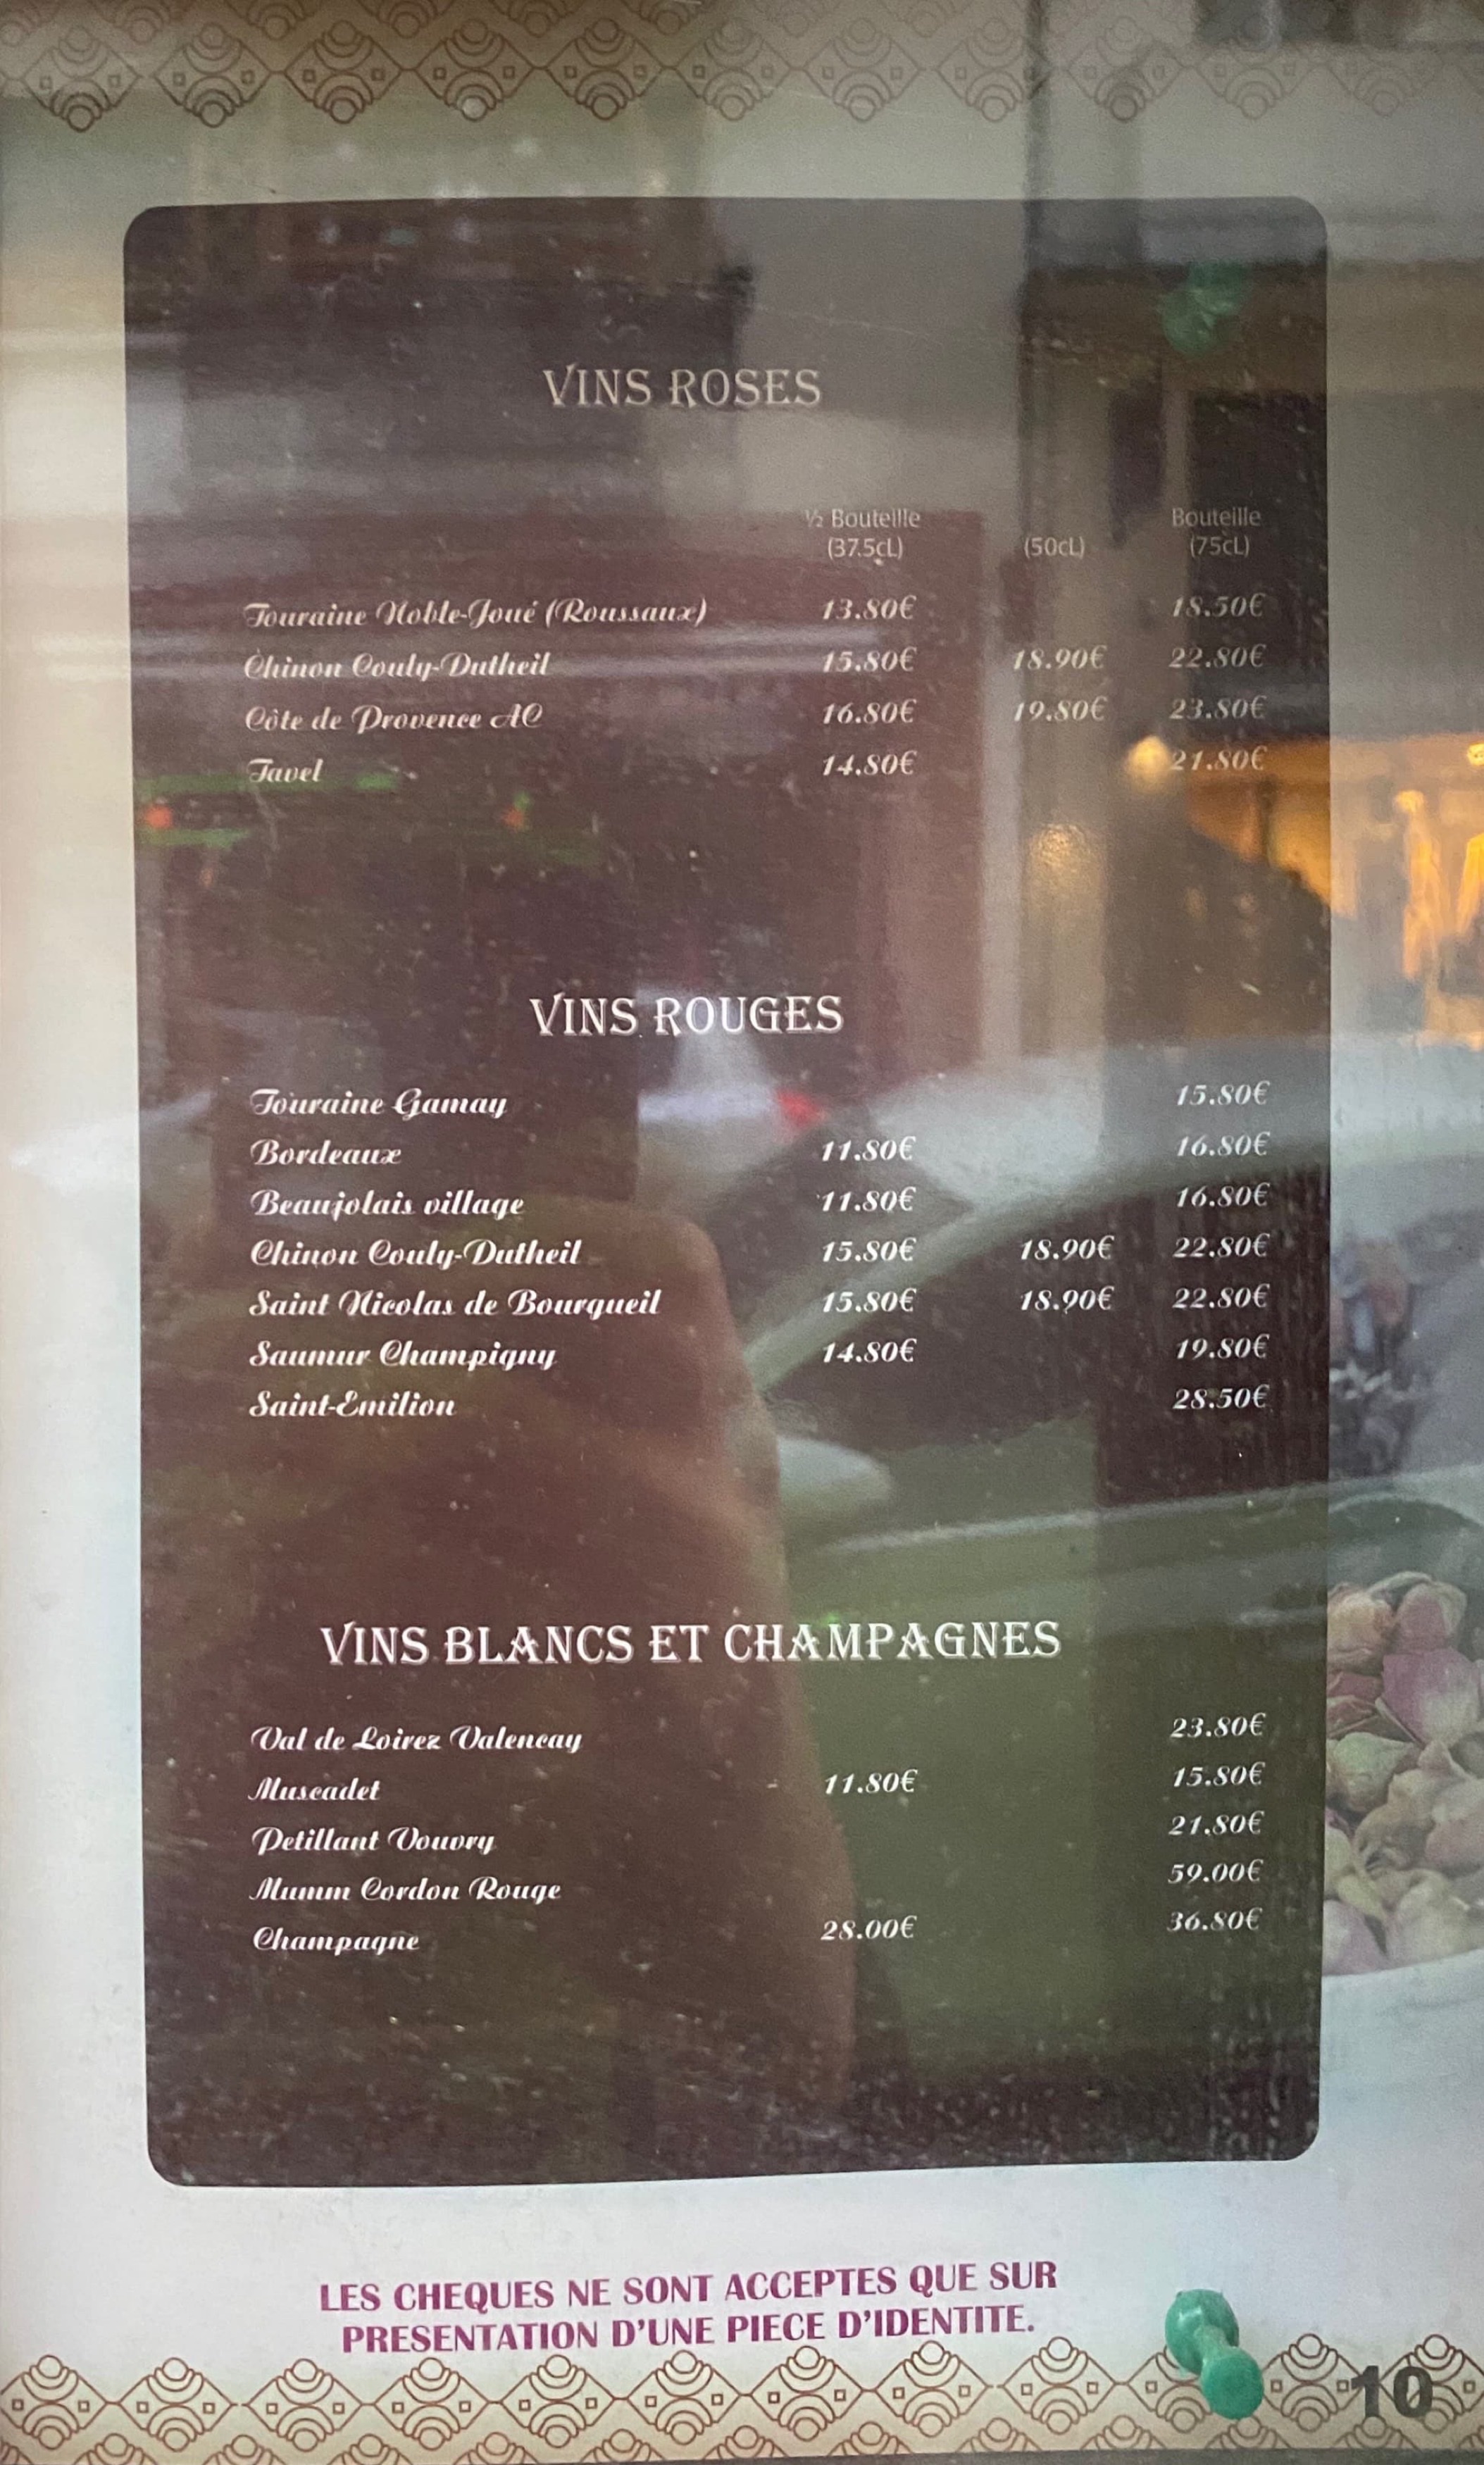 VINS ROSES
½ Bouteille Bouteille
(37.5cL) (50cL) (75cL)
Touraine Noble-Joué (Roussaux) 13.80€ 18.50€
Chinon Couly-Dutheil 15.80€ 18.90€ 22.80€
Côte de Provence AC 16.80€ 19.80€ 23.80€
Tavel 14.80€ 21.80€
VINS ROUGES
Touraine Gamay 15.80€
Bordeaux 11.80€ 16.80€
Beaujolais village 11.80€ 16.80€
Chinon Couly-Dutheil 15.80€ 18.90€ 22.80€
Saint Nicolas de Bourgueil 15.80€ 18.90€ 22.80€
Saumur Champigny 14.80€ 19.80€
Saint-Emilion 28.50€
VINS BLANCS ET CHAMPAGNES
Val de Loirez Valencay 23.80€
Muscadet 11.80€ 15.80€
Petillant Vouvry 21.80€
Mumm Cordon Rouge 59.00€
Champagne 28.00€ 36.80€
LES CHEQUES NE SONT ACCEPTES QUE SUR
PRESENTATION D'UNE PIECE D'IDENTITE.
10